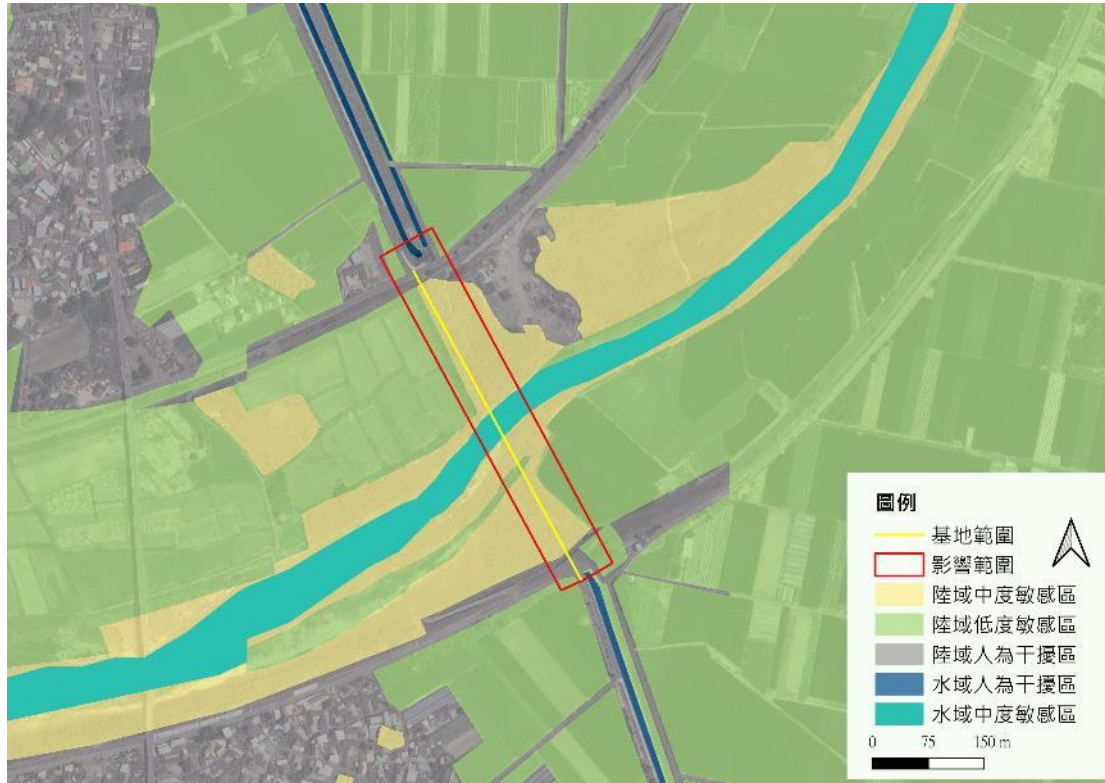 圖例
基地範圍
影響範圍
陸域中度敏感區
陸域低度敏感區
陸域人為干擾區
水域人為干擾區
水域中度敏感區
0 75 150 m